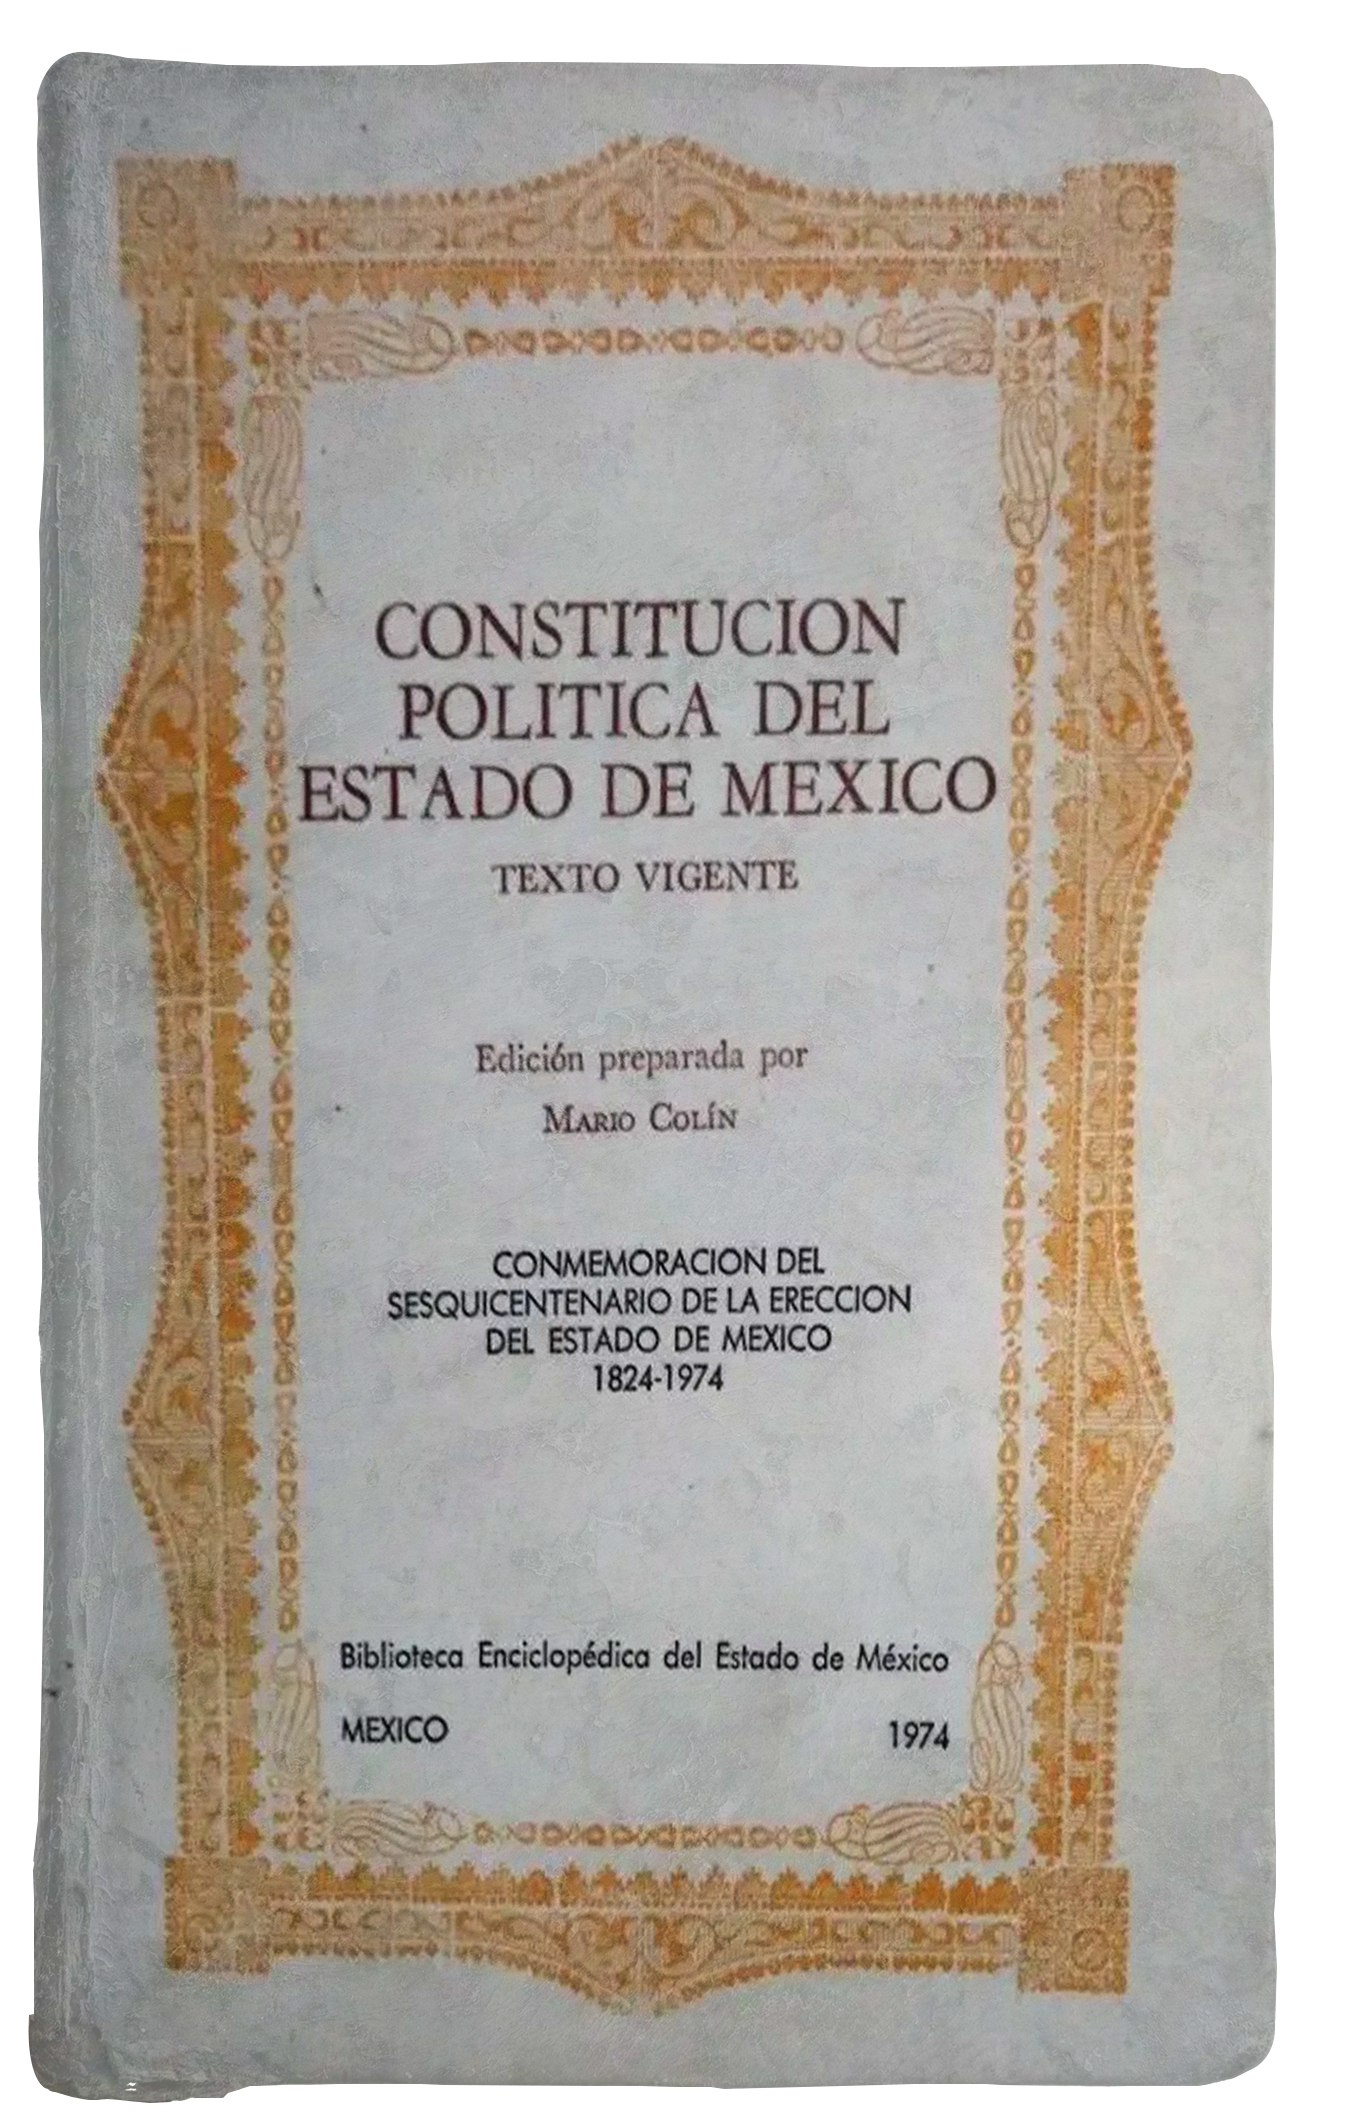 CONSTITUCION
POLITICA DEL
ESTADO DE MEXICO
TEXTO VIGENTE
Edición preparada por
MARIO COLÍN
CONMEMORACION DEL
SESQUICENTENARIO DE LA ERECCION
DEL ESTADO DE MEXICO
1824-1974
Biblioteca Enciclopédica del Estado de México
MEXICO 1974